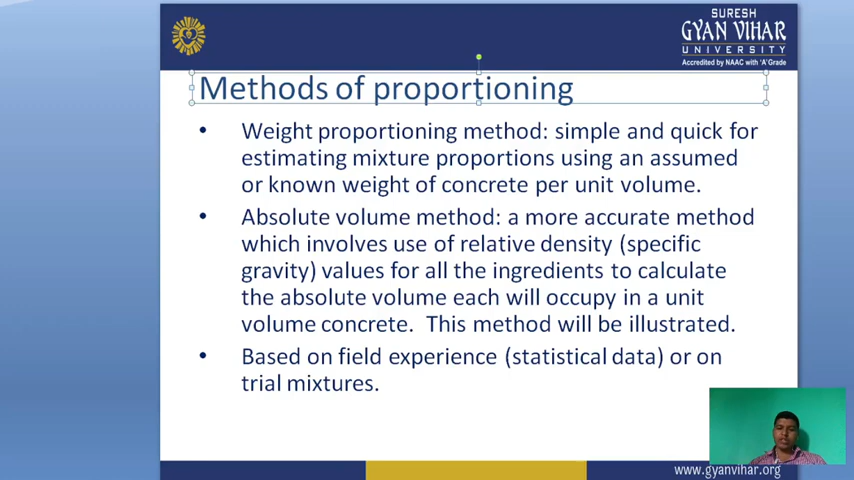 SURESH
GYAN VIHAR
UNIVERSITY
Accredited by NAAC with 'A' Grade
Methods of proportioning
• Weight proportioning method: simple and quick for
estimating mixture proportions using an assumed
or known weight of concrete per unit volume.
• Absolute volume method: a more accurate method
which involves use of relative density (specific
gravity) values for all the ingredients to calculate
the absolute volume each will occupy in a unit
volume concrete. This method will be illustrated.
• Based on field experience (statistical data) or on
trial mixtures.
www.gyanvihar.org